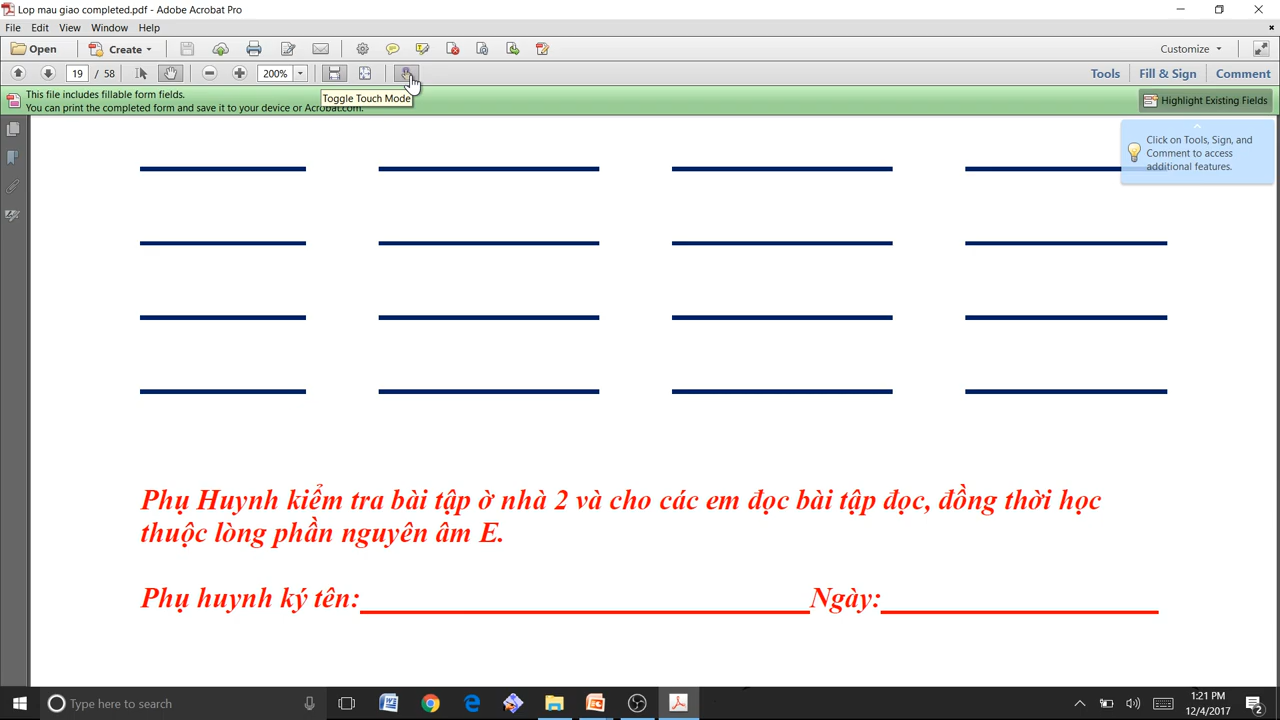 Lop mau giao completed.pdf - Adobe Acrobat Pro
File Edit View Window Help
Open Create Customize
19 / 58 200% Tools Fill & Sign Comment
Toggle Touch Mode
This file includes fillable form fields.
You can print the completed form and save it to your device or Acrobat.com.
Highlight Existing Fields
Click on Tools, Sign, and
Comment to access
additional features.
Phụ Huynh kiểm tra bài tập ở nhà 2 và cho các em đọc bài tập đọc, đồng thời học
thuộc lòng phần nguyên âm E.
Phụ huynh ký tên: Ngày:
Type here to search
1:21 PM
12/4/2017
2